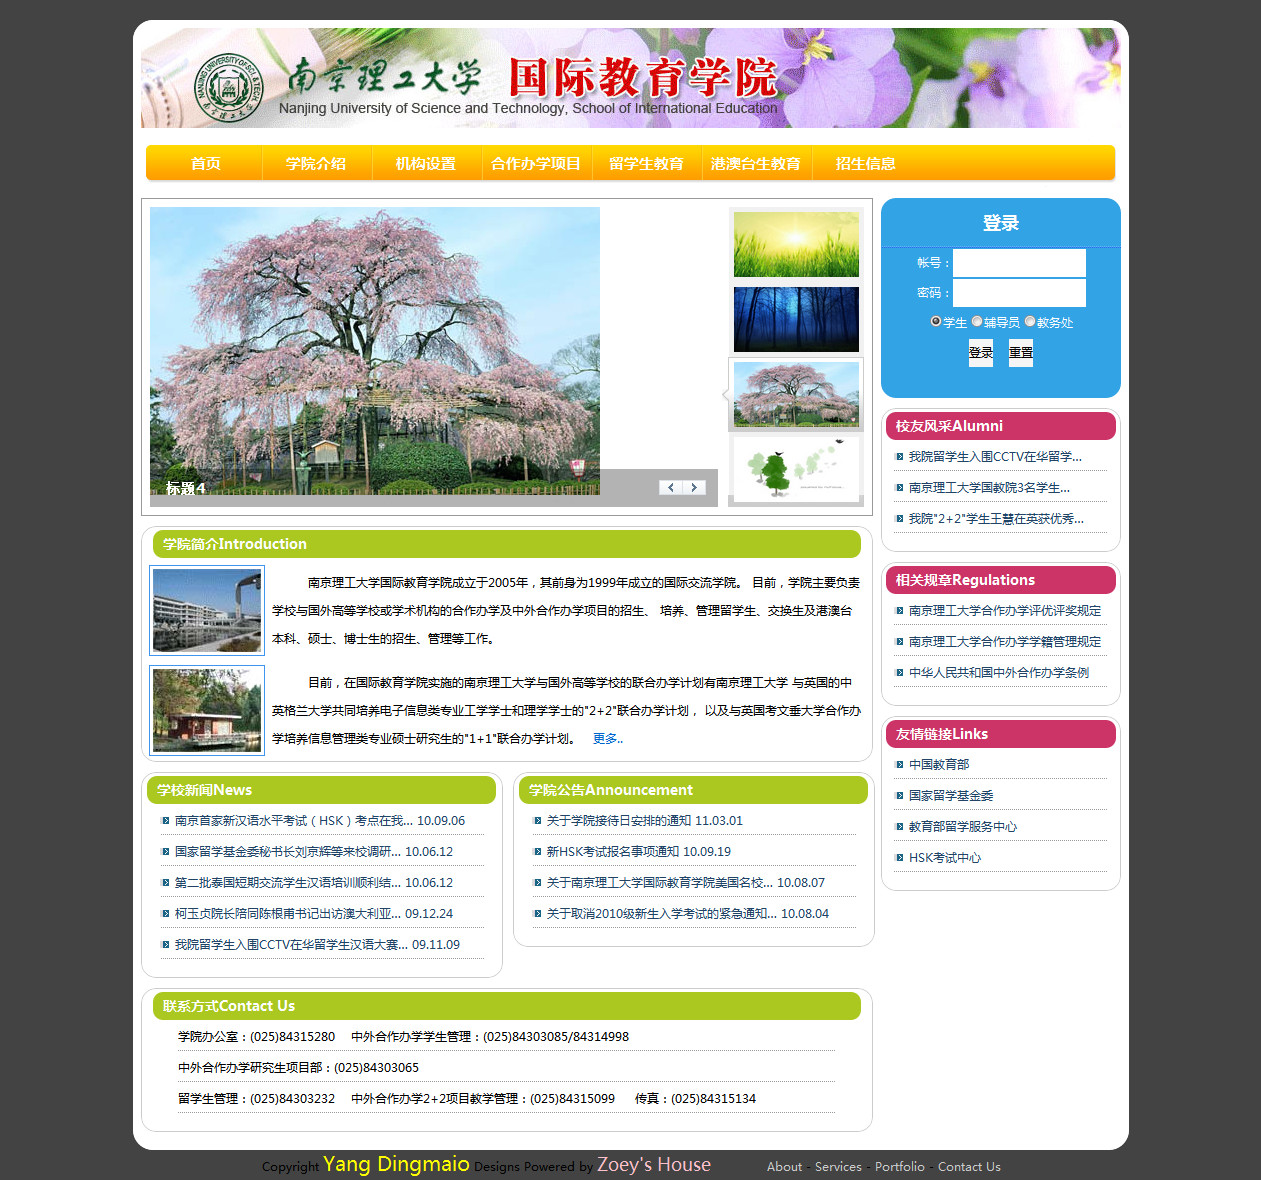 南京理工大学 国际教育学院
Nanjing University of Science and Technology, School of International Education
首页 学院介绍 机构设置 合作办学项目 留学生教育 港澳台生教育 招生信息
标题4
登录
帐号：
密码：
学生 辅导员 教务处
登录 重置
校友风采Alumni
我院留学生入围CCTV在华留学...
南京理工大学国教院3名学生...
我院"2+2"学生王慧在英获优秀...
相关规章Regulations
南京理工大学合作办学评优评奖规定
南京理工大学合作办学学籍管理规定
中华人民共和国中外合作办学条例
友情链接Links
中国教育部
国家留学基金委
教育部留学服务中心
HSK考试中心
学院简介Introduction
南京理工大学国际教育学院成立于2005年，其前身为1999年成立的国际交流学院。 目前，学院主要负责
学校与国外高等学校或学术机构的合作办学及中外合作办学项目的招生、 培养、管理留学生、交换生及港澳台
本科、硕士、博士生的招生、管理等工作。
目前，在国际教育学院实施的南京理工大学与国外高等学校的联合办学计划有南京理工大学 与英国的中
英格兰大学共同培养电子信息类专业工学学士和理学学士的"2+2"联合办学计划， 以及与英国考文垂大学合作办
学培养信息管理类专业硕士研究生的"1+1"联合办学计划。 更多..
学校新闻News
南京首家新汉语水平考试（HSK）考点在我... 10.09.06
国家留学基金委秘书长刘京辉等来校调研... 10.06.12
第二批泰国短期交流学生汉语培训顺利结... 10.06.12
柯玉贞院长陪同陈根甫书记出访澳大利亚... 09.12.24
我院留学生入围CCTV在华留学生汉语大赛... 09.11.09
学院公告Announcement
关于学院接待日安排的通知 11.03.01
新HSK考试报名事项通知 10.09.19
关于南京理工大学国际教育学院美国名校... 10.08.07
关于取消2010级新生入学考试的紧急通知... 10.08.04
联系方式Contact Us
学院办公室：(025)84315280 中外合作办学学生管理：(025)84303085/84314998
中外合作办学研究生项目部：(025)84303065
留学生管理：(025)84303232 中外合作办学2+2项目教学管理：(025)84315099 传真：(025)84315134
Copyright Yang Dingmaio Designs Powered by Zoey's House About - Services - Portfolio - Contact Us